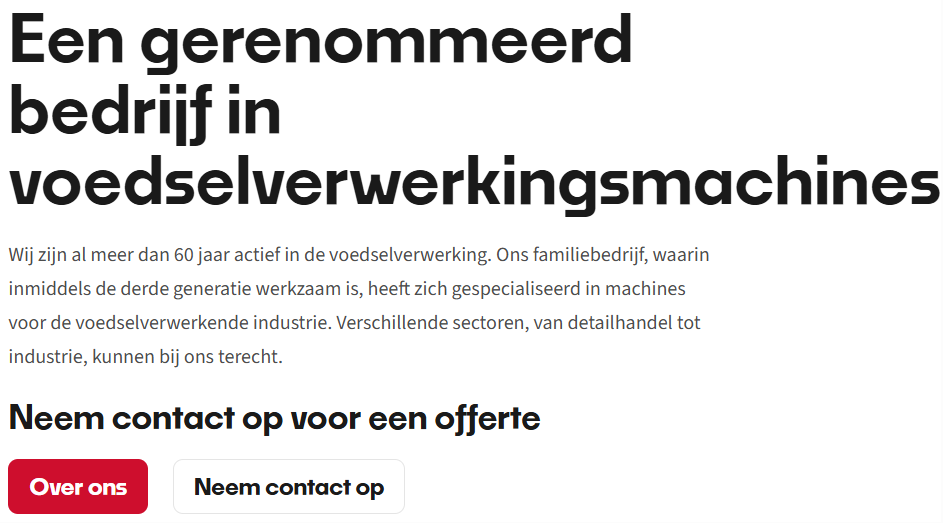 Een gerenommeerd
bedrijf in
voedselverwerkingsmachines
Wij zijn al meer dan 60 jaar actief in de voedselverwerking. Ons familiebedrijf, waarin
inmiddels de derde generatie werkzaam is, heeft zich gespecialiseerd in machines
voor de voedselverwerkende industrie. Verschillende sectoren, van detailhandel tot
industrie, kunnen bij ons terecht.
Neem contact op voor een offerte
Over ons
Neem contact op